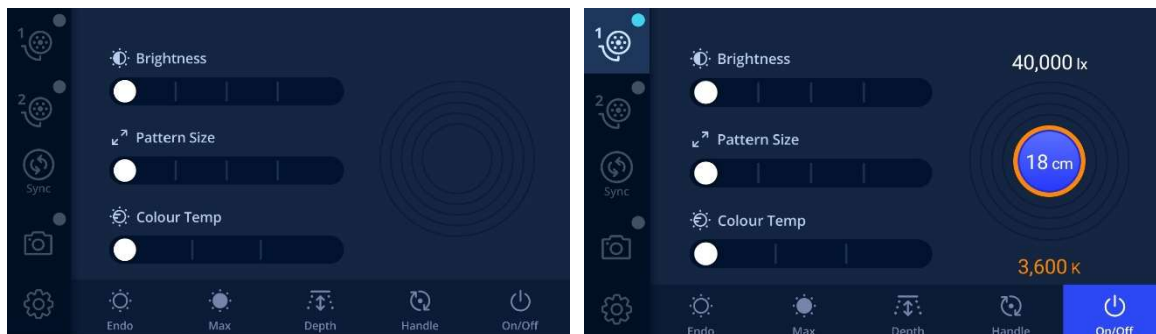 1
Brightness
2
Pattern Size
Sync
Colour Temp
Endo
Max
Depth
Handle
On/Off
1
Brightness
40,000 lx
2
Pattern Size
18 cm
Sync
Colour Temp
3,600 K
Endo
Max
Depth
Handle
On/Off